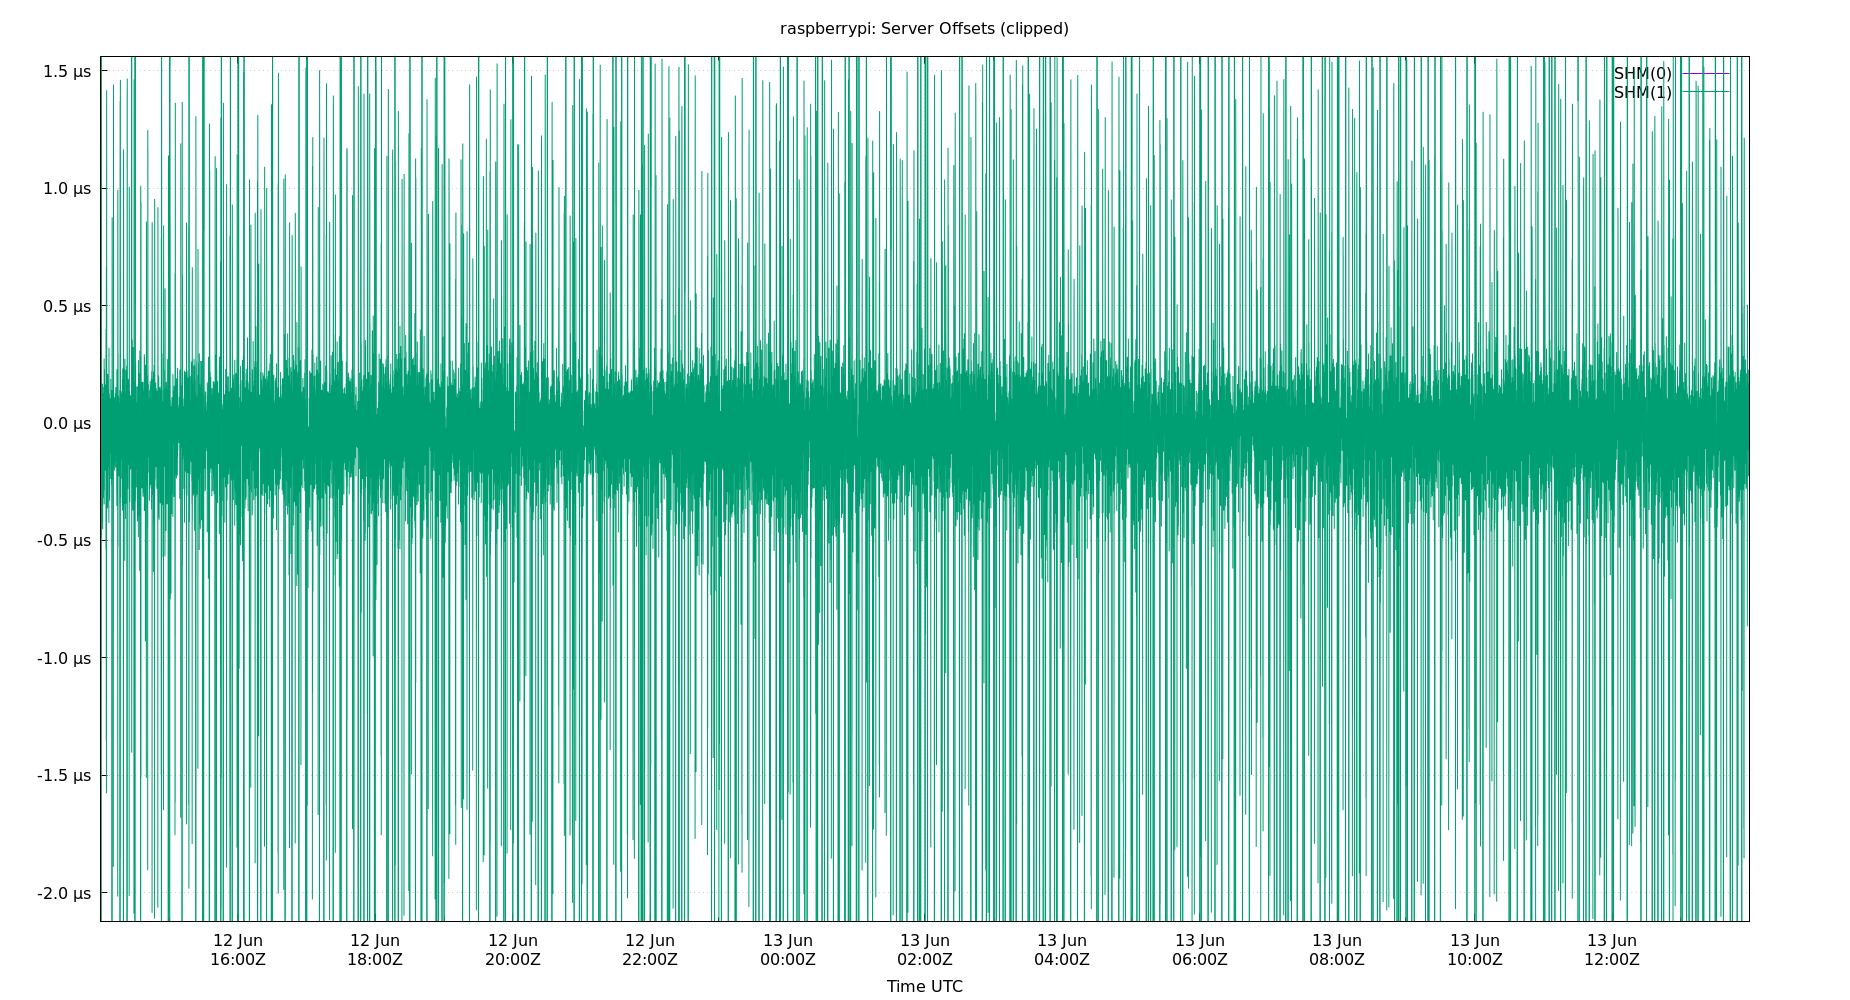 raspberrypi: Server Offsets (clipped)
1.5 µs
1.0 µs
0.5 µs
0.0 µs
-0.5 µs
-1.0 µs
-1.5 µs
-2.0 µs
SHM(0)
SHM(1)
12 Jun 12 Jun 12 Jun 12 Jun 13 Jun 13 Jun 13 Jun 13 Jun 13 Jun 13 Jun 13 Jun
16:00Z 18:00Z 20:00Z 22:00Z 00:00Z 02:00Z 04:00Z 06:00Z 08:00Z 10:00Z 12:00Z
Time UTC